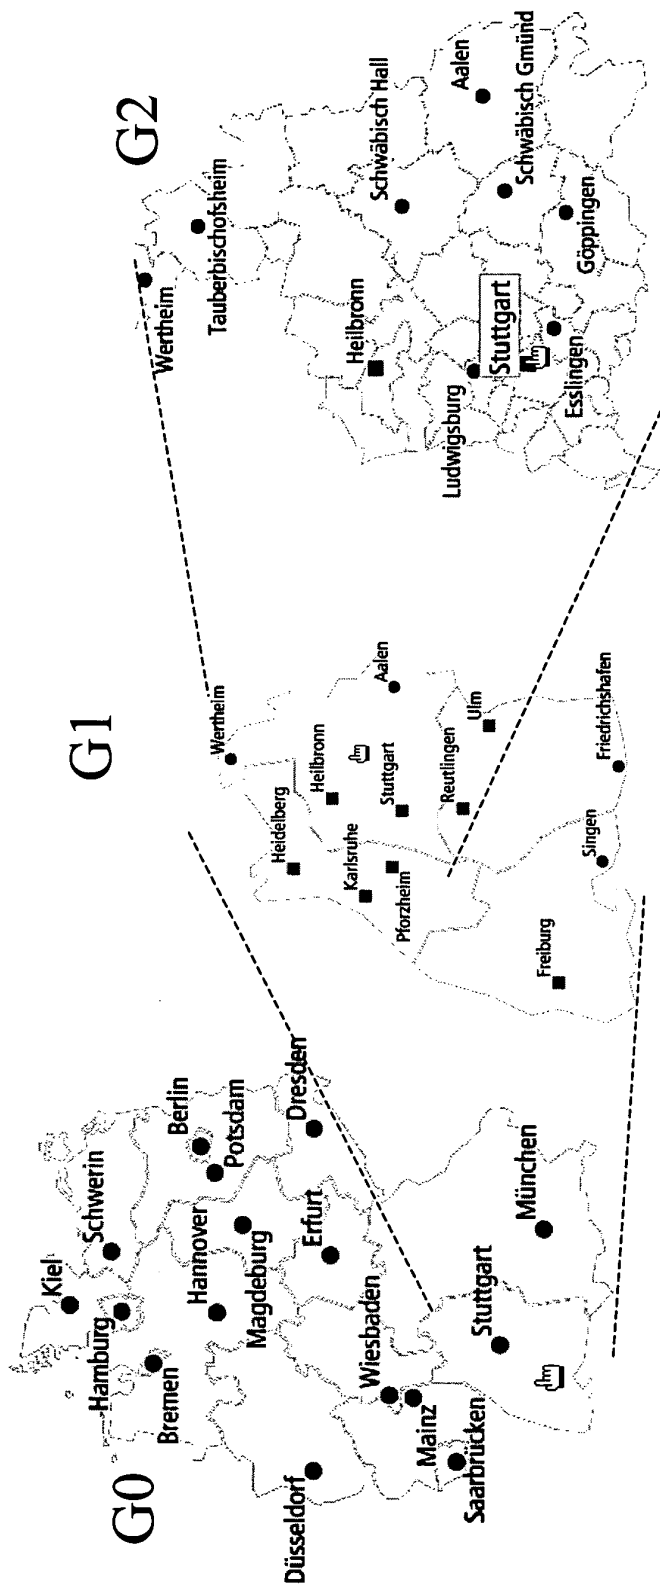 G0
Kiel
Schwerin
Hamburg
Bremen
Berlin
Potsdam
Hannover
Magdeburg
Düsseldorf
Erfurt
Dresden
Wiesbaden
Mainz
Saarbrücken
Stuttgart
München
G1
Wertheim
Heidelberg
Heilbronn
Karlsruhe
Stuttgart
Aalen
Pforzheim
Reutlingen
Ulm
Freiburg
Singen
Friedrichshafen
G2
Wertheim
Tauberbischofsheim
Heilbronn
Schwäbisch Hall
Aalen
Ludwigsburg
Stuttgart
Schwäbisch Gmünd
Esslingen
Göppingen